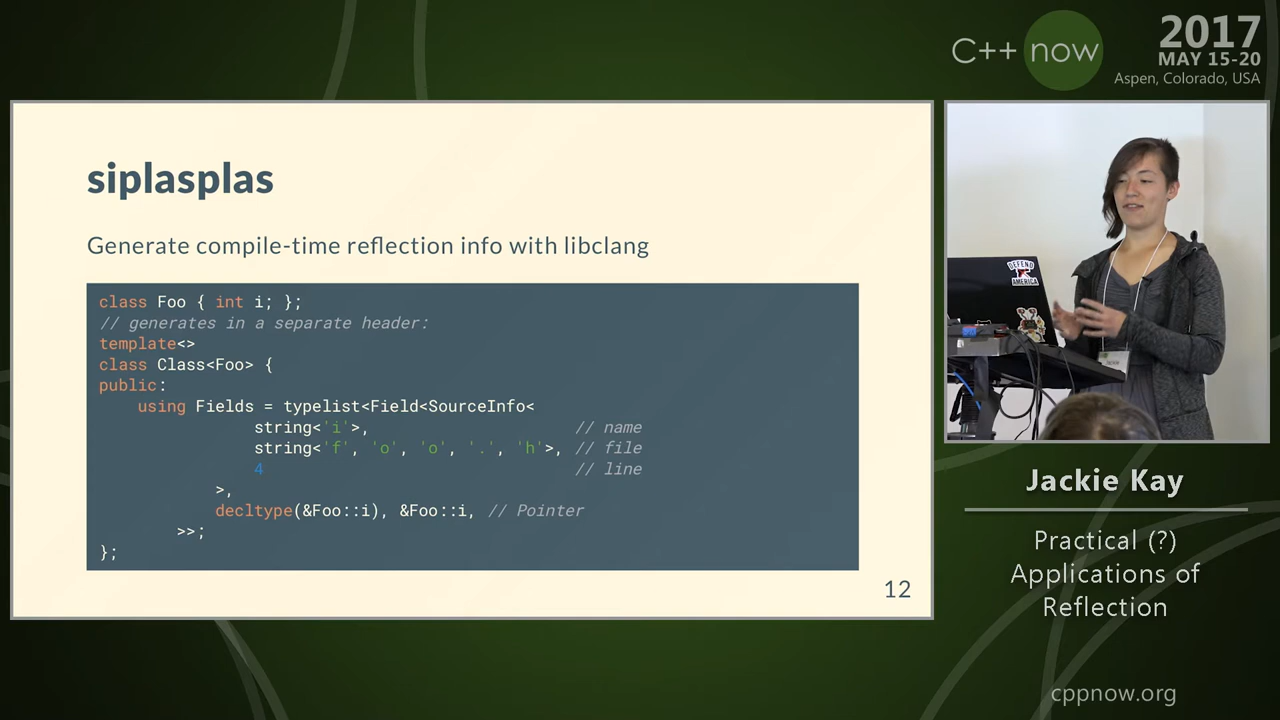 C++ now
2017
MAY 15-20
Aspen, Colorado, USA
siplasplas
Generate compile-time reflection info with libclang
class Foo { int i; };
// generates in a separate header:
template<>
class Class<Foo> {
public:
    using Fields = typelist<Field<SourceInfo<
                string<'i'>,                     // name
                string<'f', 'o', 'o', '.', 'h'>, // file
                4                                // line
            >,
            decltype(&Foo::i), &Foo::i, // Pointer
        >>;
};
12
DEFEND
AMERICA
Jackie Kay
Practical (?)
Applications of
Reflection
cppnow.org